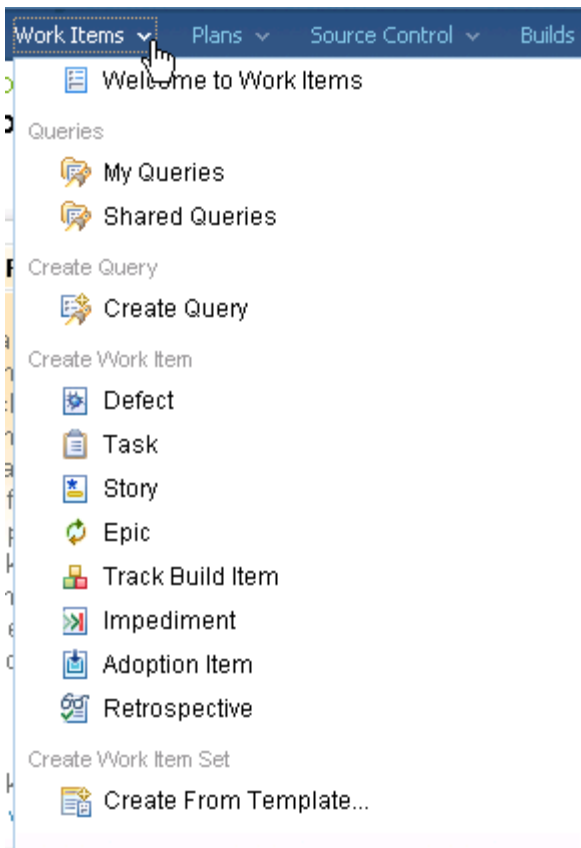 Work Items Plans Source Control Builds
Welcome to Work Items
Queries
My Queries
Shared Queries
Create Query
Create Query
Create Work Item
Defect
Task
Story
Epic
Track Build Item
Impediment
Adoption Item
Retrospective
Create Work Item Set
Create From Template...